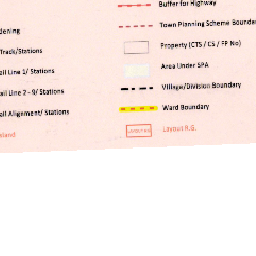 Buffer for Highway
Town Planning Scheme Boundar
dening
Property (CTS / CS / FP No)
Track/Stations
Area Under SPA
ail Line 1/ Stations
Village/Division Boundary
ail Line 2 - 9/ Stations
Ward Boundary
ail Alignment/ Stations
Layout R.G.